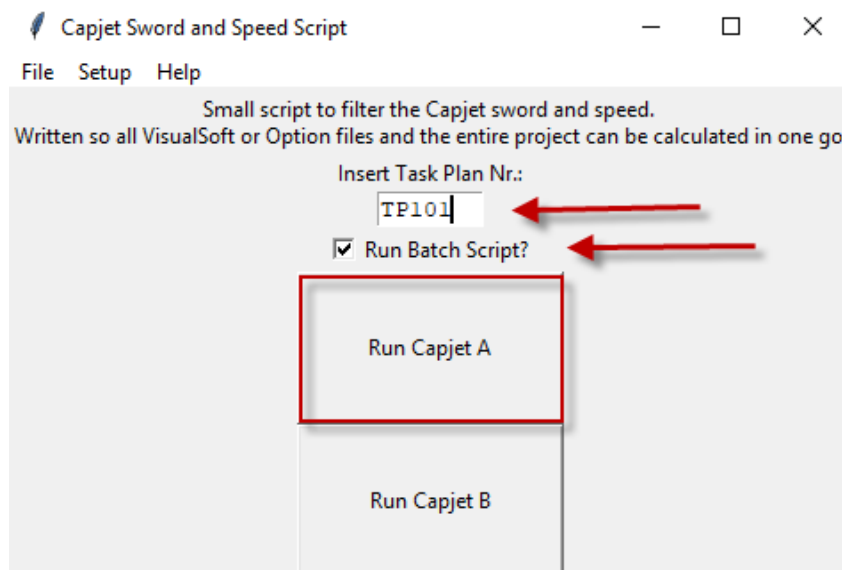 Capjet Sword and Speed Script
File Setup Help
Small script to filter the Capjet sword and speed.
Written so all VisualSoft or Option files and the entire project can be calculated in one go
Insert Task Plan Nr.:
TP101
Run Batch Script?
Run Capjet A
Run Capjet B